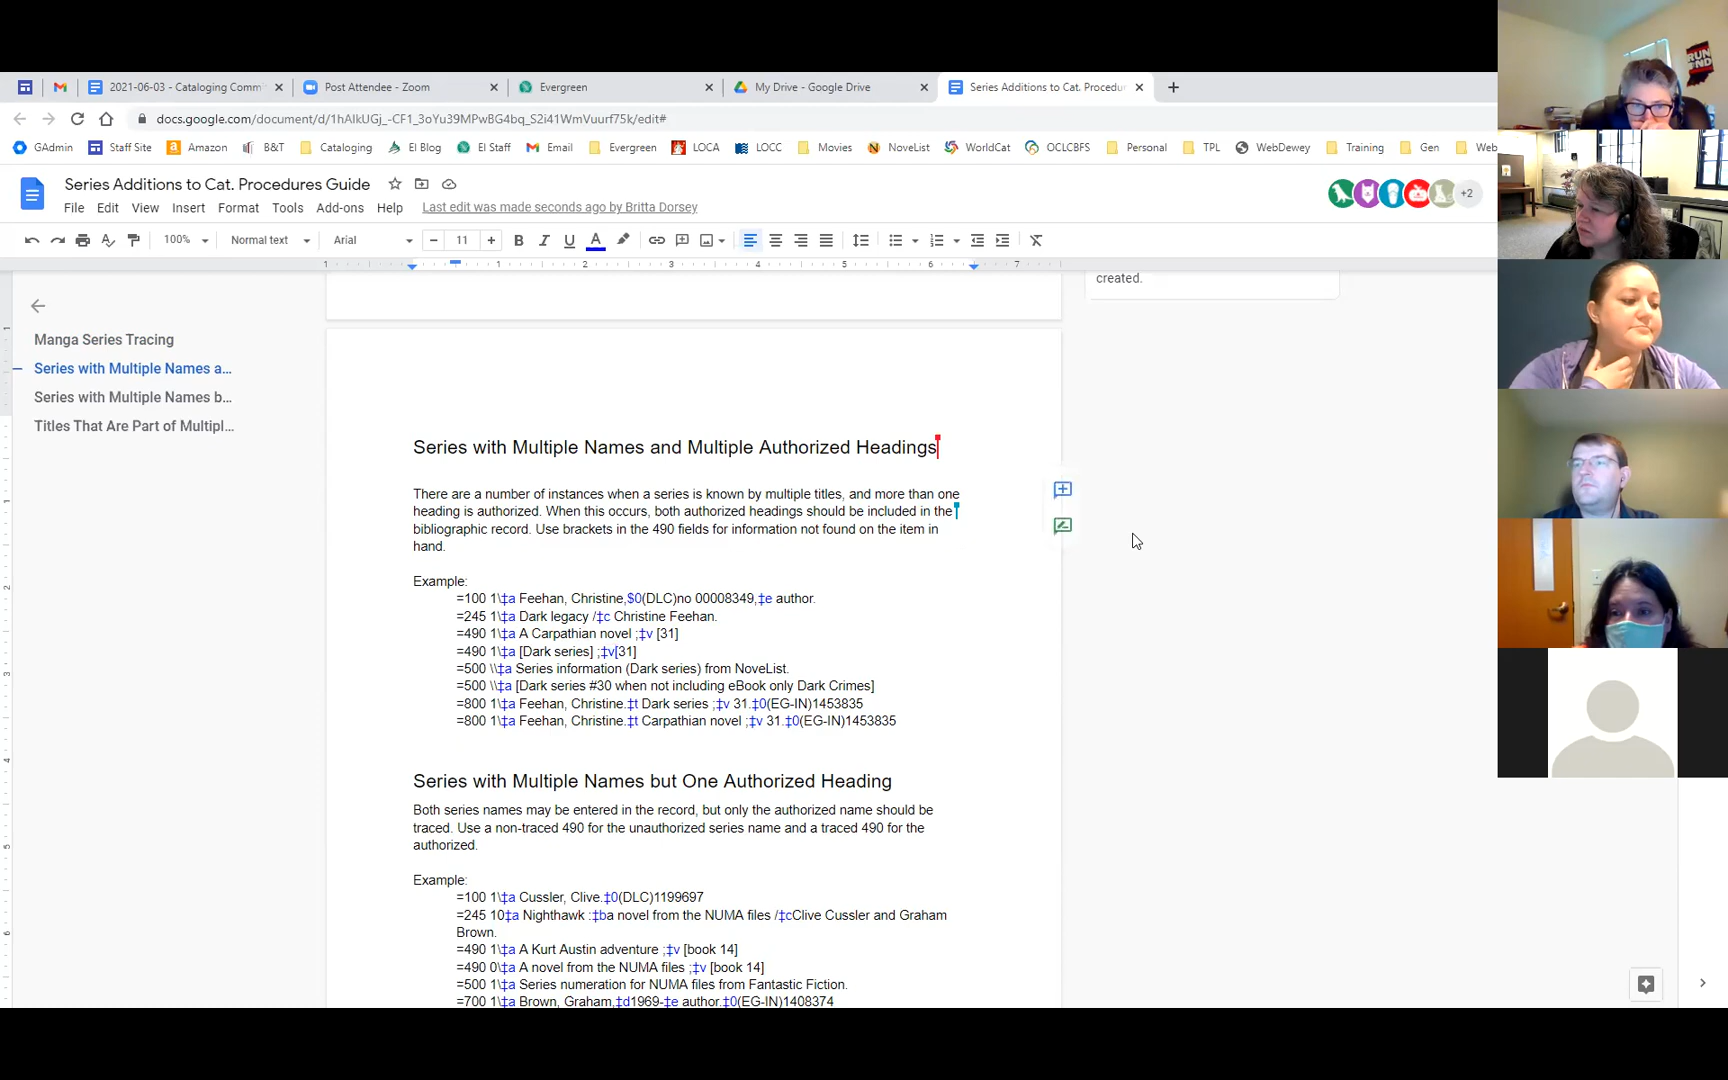 2021-06-03 - Cataloging Comm
Post Attendee - Zoom
Evergreen
My Drive - Google Drive
Series Additions to Cat. Procedu
docs.google.com/document/d/1hAIkUGj_-CF1_3oYu39MPwBG4bq_S2i41WmVuurf75k/edit#
GAdmin Staff Site Amazon B&T Cataloging EI Blog EI Staff Email Evergreen LOCA LOCC Movies NoveList WorldCat OCLCBFS Personal TPL WebDewey Training Gen Web
Series Additions to Cat. Procedures Guide
+2
File Edit View Insert Format Tools Add-ons Help Last edit was made seconds ago by Britta Dorsey
100% Normal text Arial 11 B I U A
1 1 2 3 4 5 6 7
created.
Manga Series Tracing
Series with Multiple Names a...
Series with Multiple Names b...
Titles That Are Part of Multipl...
Series with Multiple Names and Multiple Authorized Headings
There are a number of instances when a series is known by multiple titles, and more than one
heading is authorized. When this occurs, both authorized headings should be included in the
bibliographic record. Use brackets in the 490 fields for information not found on the item in
hand.
Example:
=100 1\‡a Feehan, Christine,$0(DLC)no 00008349,‡e author.
=245 1\‡a Dark legacy /‡c Christine Feehan.
=490 1\‡a A Carpathian novel ;‡v [31]
=490 1\‡a [Dark series] ;‡v[31]
=500 \\‡a Series information (Dark series) from NoveList.
=500 \\‡a [Dark series #30 when not including eBook only Dark Crimes]
=800 1\‡a Feehan, Christine.‡t Dark series ;‡v 31.‡0(EG-IN)1453835
=800 1\‡a Feehan, Christine.‡t Carpathian novel ;‡v 31.‡0(EG-IN)1453835
Series with Multiple Names but One Authorized Heading
Both series names may be entered in the record, but only the authorized name should be
traced. Use a non-traced 490 for the unauthorized series name and a traced 490 for the
authorized.
Example:
=100 1\‡a Cussler, Clive.‡0(DLC)1199697
=245 10‡a Nighthawk :‡ba novel from the NUMA files /‡cClive Cussler and Graham
Brown.
=490 1\‡a A Kurt Austin adventure ;‡v [book 14]
=490 0\‡a A novel from the NUMA files ;‡v [book 14]
=500 1\‡a Series numeration for NUMA files from Fantastic Fiction.
=700 1\‡a Brown, Graham,‡d1969-‡e author.‡0(EG-IN)1408374